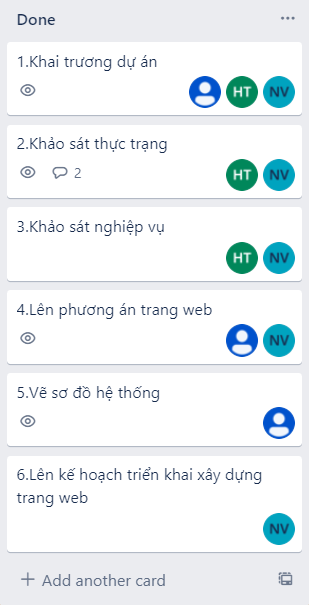 Done
1.Khai trương dự án
HT NV
2.Khảo sát thực trạng
2 HT NV
3.Khảo sát nghiệp vụ
HT NV
4.Lên phương án trang web
NV
5.Vẽ sơ đồ hệ thống
6.Lên kế hoạch triển khai xây dựng
trang web
NV
Add another card